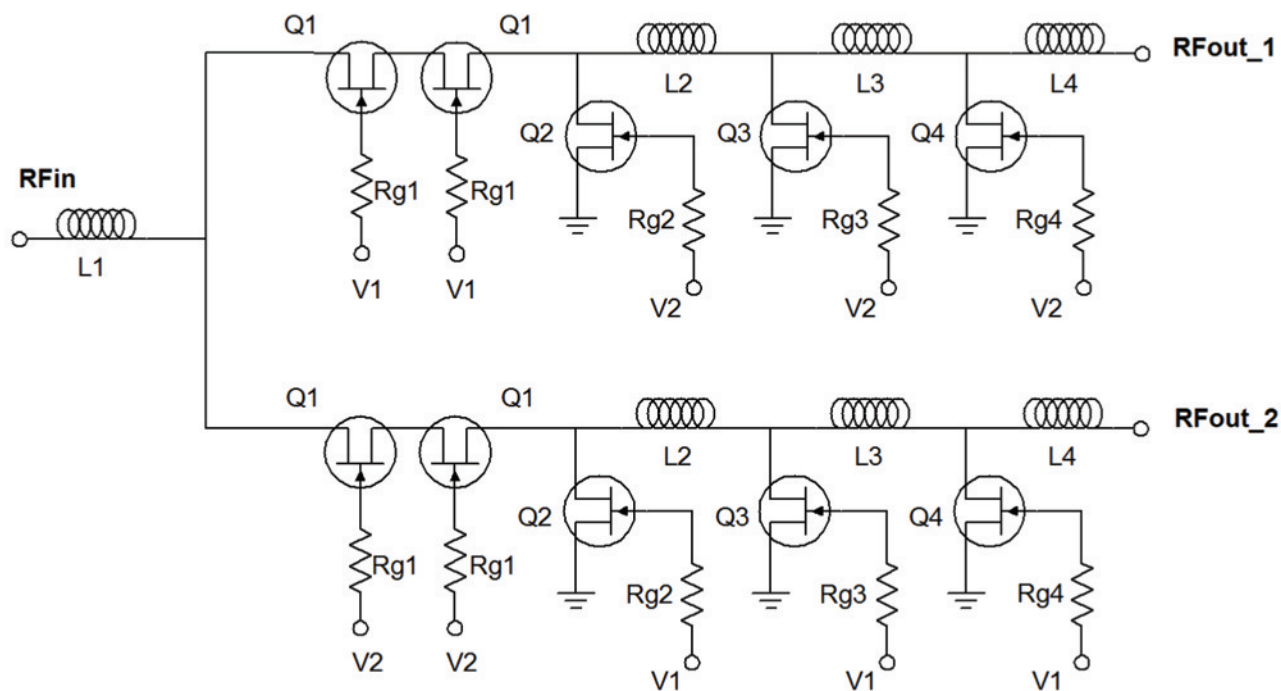 Q1 Q1 RFout_1
L2 L3 L4
Q2 Q3 Q4
RFin
Rg1 Rg1 Rg2 Rg3 Rg4
L1
V1 V1 V2 V2 V2
Q1 Q1 RFout_2
L2 L3 L4
Q2 Q3 Q4
Rg1 Rg1 Rg2 Rg3 Rg4
V2 V2 V1 V1 V1